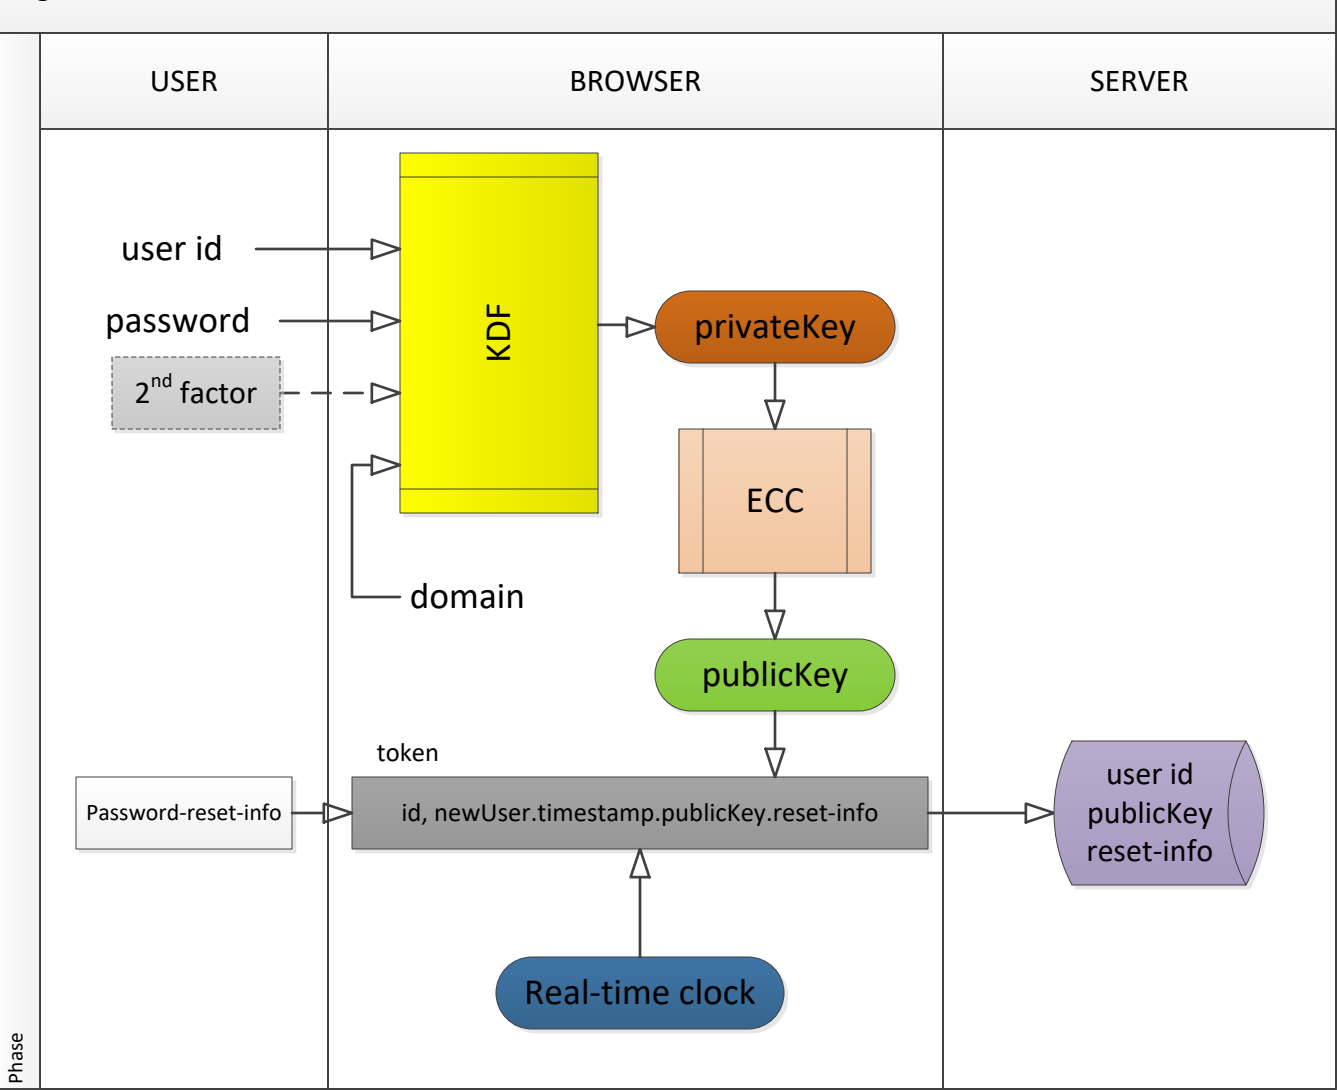 USER
BROWSER
SERVER
user id
password
2nd factor
KDF
privateKey
ECC
domain
publicKey
token
Password-reset-info
id, newUser.timestamp.publicKey.reset-info
user id
publicKey
reset-info
Real-time clock
Phase